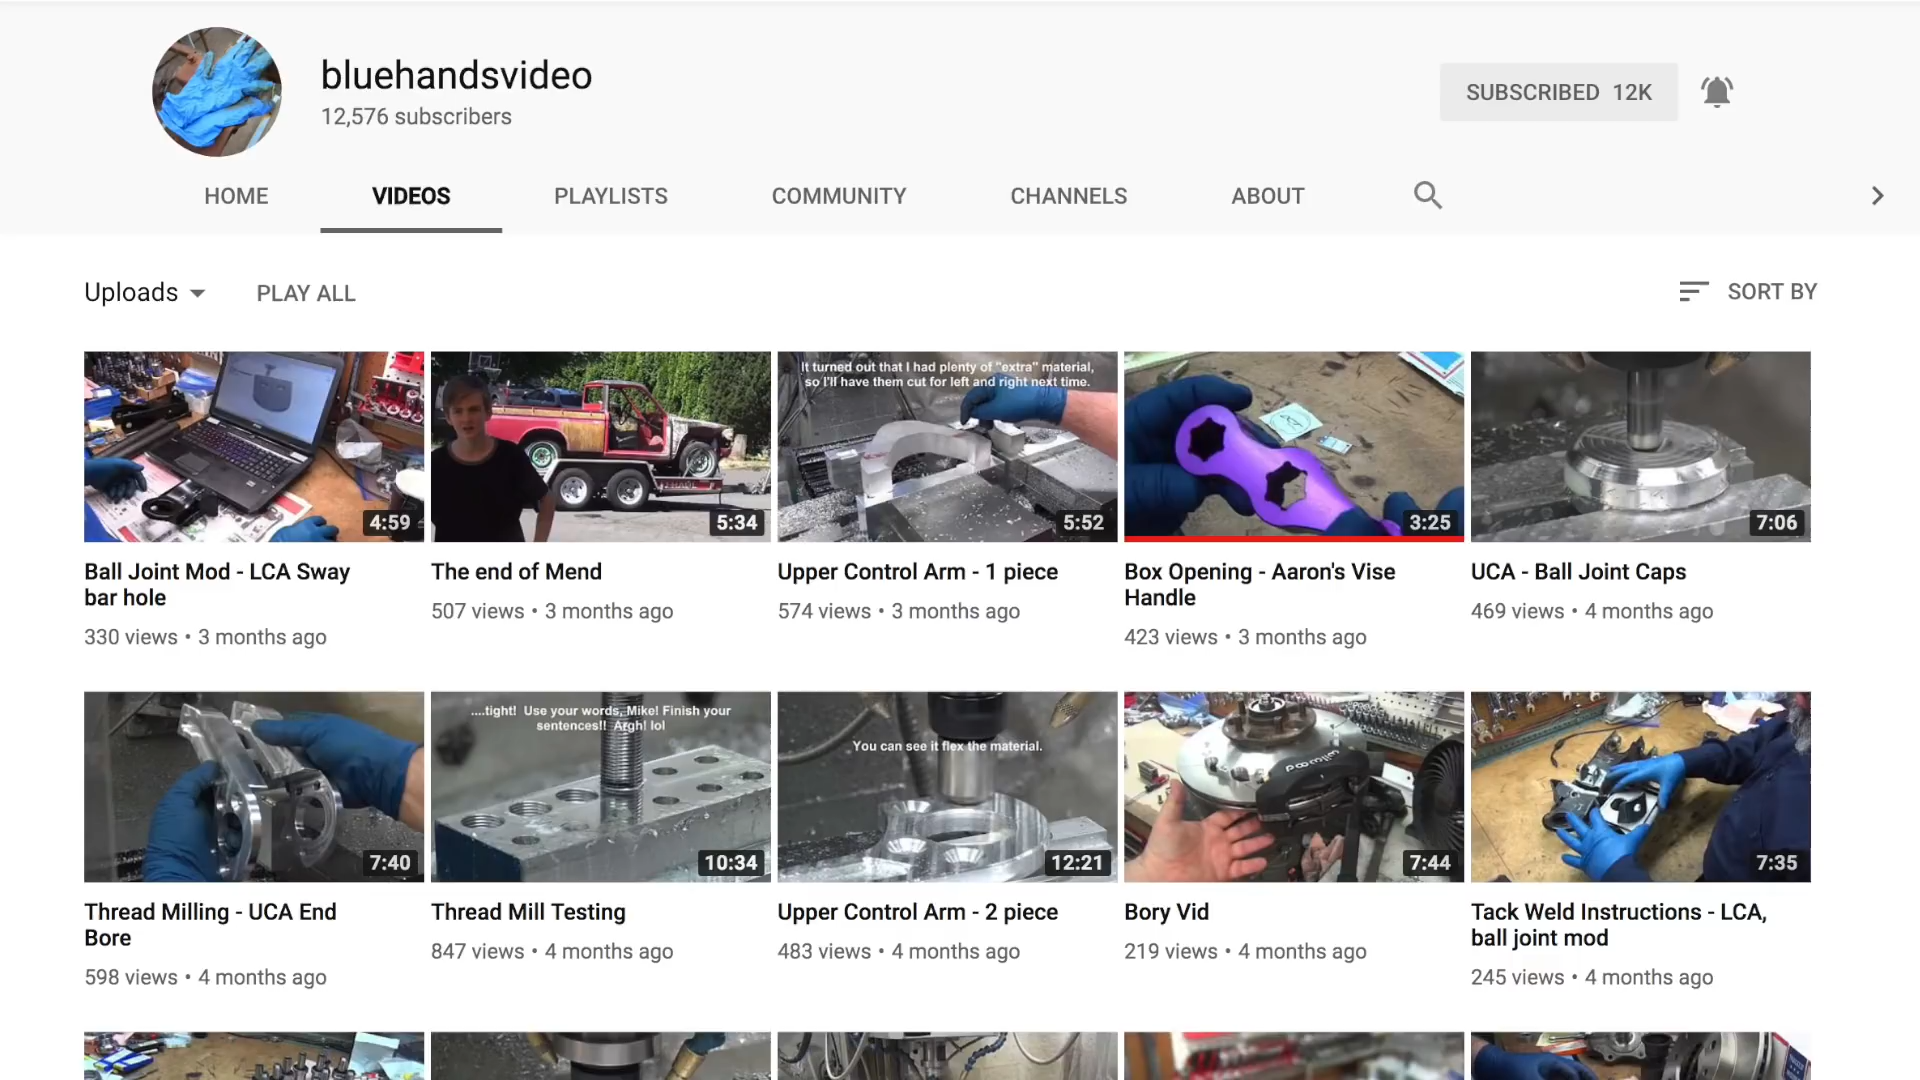 bluehandsvideo
12,576 subscribers
SUBSCRIBED 12K
HOME VIDEOS PLAYLISTS COMMUNITY CHANNELS ABOUT
Uploads PLAY ALL SORT BY
It turned out that I had plenty of "extra" material,
so I'll have them cut for left and right next time.
4:59
5:34
5:52
3:25
7:06
Ball Joint Mod - LCA Sway
bar hole
330 views • 3 months ago
The end of Mend
507 views • 3 months ago
Upper Control Arm - 1 piece
574 views • 3 months ago
Box Opening - Aaron's Vise
Handle
423 views • 3 months ago
UCA - Ball Joint Caps
469 views • 4 months ago
....tight! Use your words, Mike! Finish your
sentences!! Argh! lol
You can see it flex the material.
wilwood
7:40
10:34
12:21
7:44
7:35
Thread Milling - UCA End
Bore
598 views • 4 months ago
Thread Mill Testing
847 views • 4 months ago
Upper Control Arm - 2 piece
483 views • 4 months ago
Bory Vid
219 views • 4 months ago
Tack Weld Instructions - LCA,
ball joint mod
245 views • 4 months ago